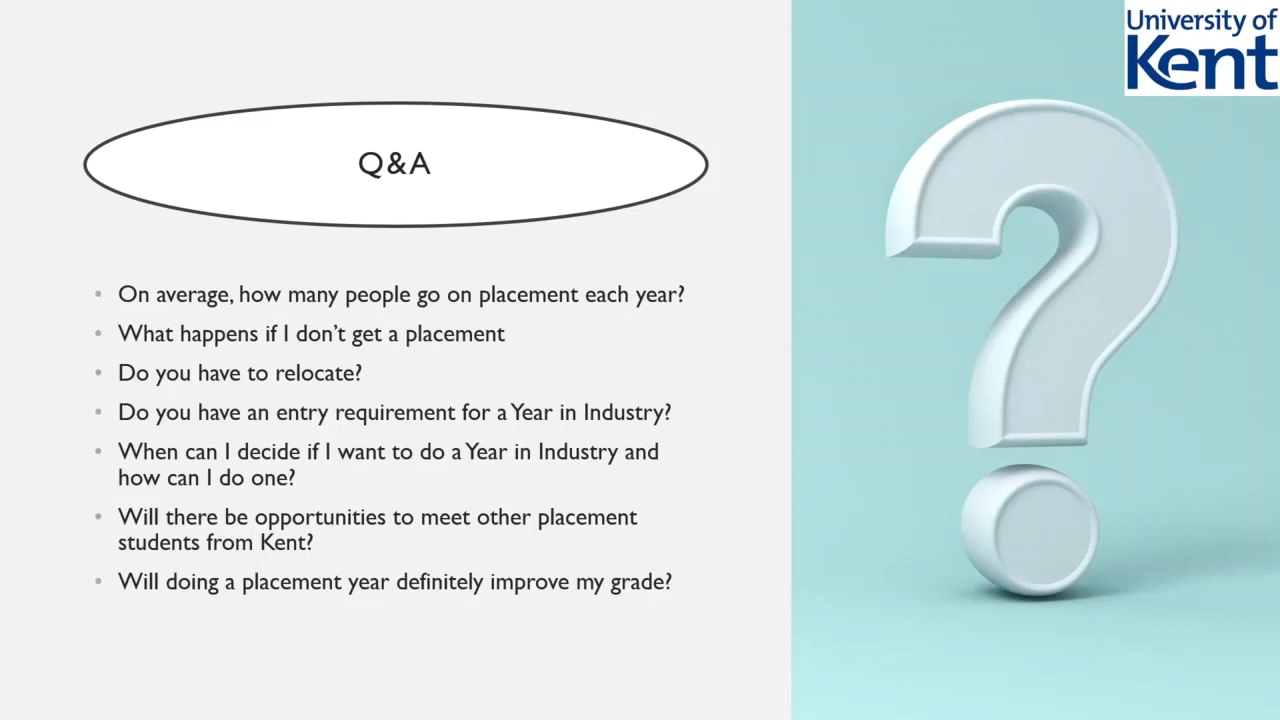 University of
Kent
Q&A
• On average, how many people go on placement each year?
• What happens if I don't get a placement
• Do you have to relocate?
• Do you have an entry requirement for a Year in Industry?
• When can I decide if I want to do a Year in Industry and
how can I do one?
• Will there be opportunities to meet other placement
students from Kent?
• Will doing a placement year definitely improve my grade?